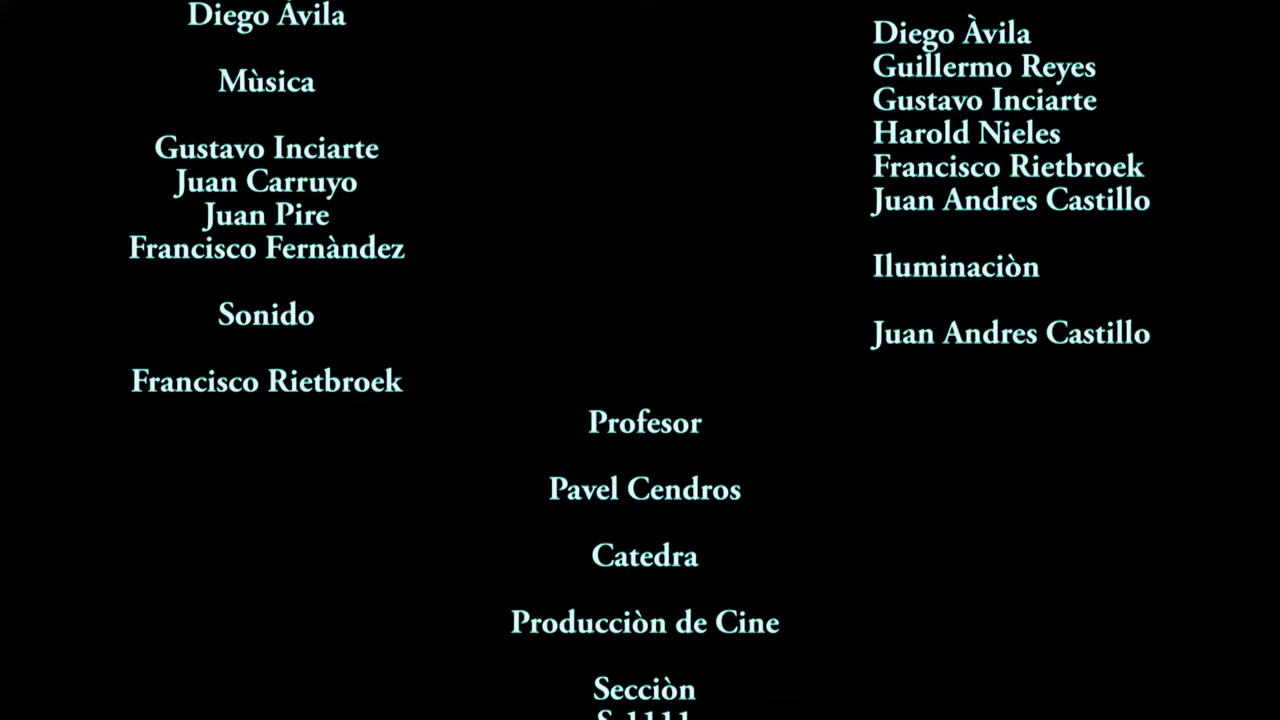 Diego Àvila
Mùsica
Gustavo Inciarte
Juan Carruyo
Juan Pire
Francisco Fernàndez
Sonido
Francisco Rietbroek
Diego Àvila
Guillermo Reyes
Gustavo Inciarte
Harold Nieles
Francisco Rietbroek
Juan Andres Castillo
Iluminaciòn
Juan Andres Castillo
Profesor
Pavel Cendros
Catedra
Producciòn de Cine
Secciòn